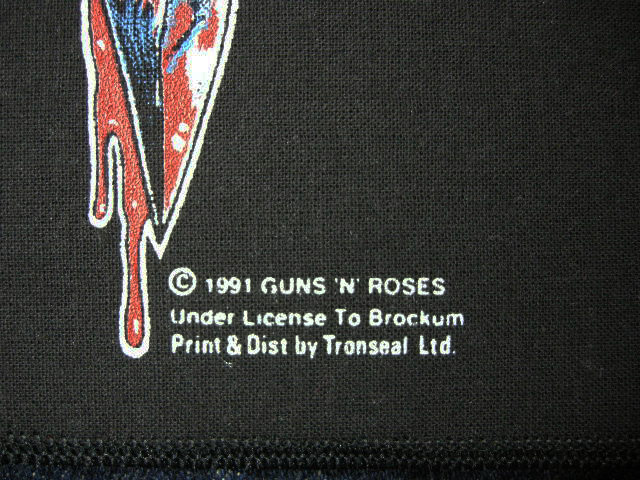 © 1991 GUNS 'N' ROSES
Under License To Brockum
Print & Dist by Tronseal Ltd.